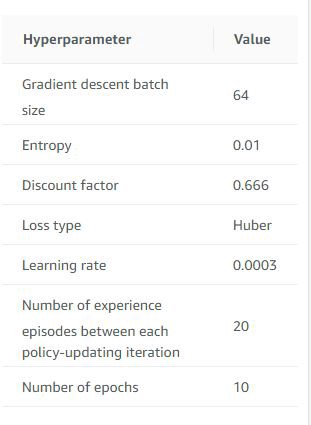 Hyperparameter Value
Gradient descent batch
size
64
Entropy 0.01
Discount factor 0.666
Loss type Huber
Learning rate 0.0003
Number of experience
episodes between each
policy-updating iteration
20
Number of epochs 10